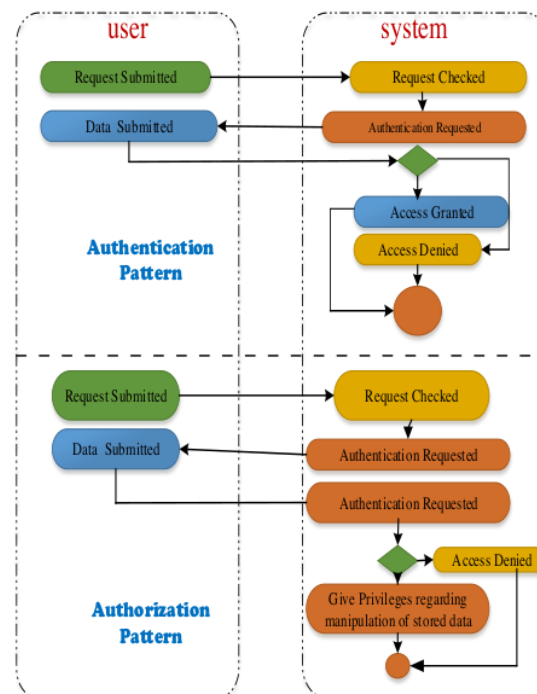 user
system
Request Submitted
Request Checked
Data Submitted
Authentication Requested
Access Granted
Access Denied
Authentication
Pattern
Request Submitted
Request Checked
Data Submitted
Authentication Requested
Authentication Requested
Access Denied
Give Privileges regarding
manipulation of stored data
Authorization
Pattern